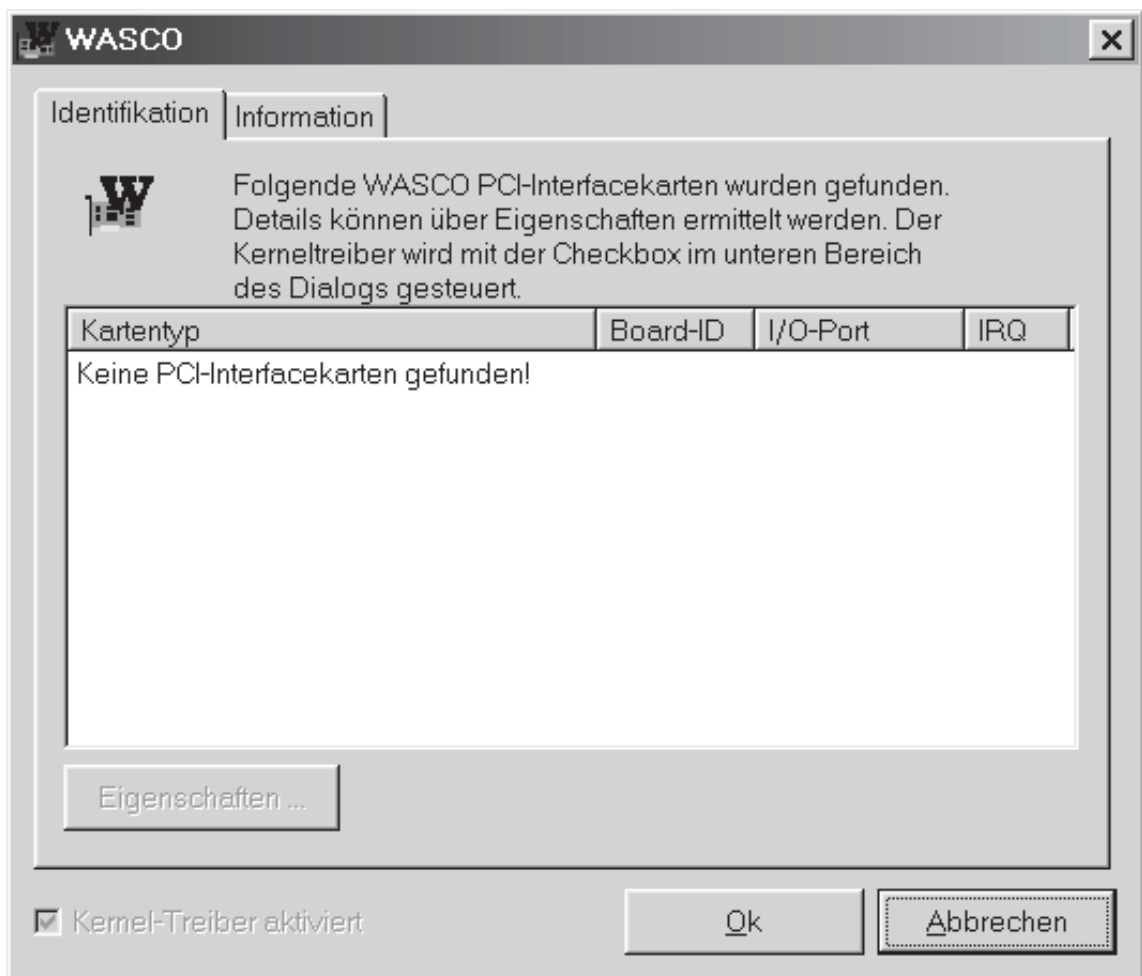 WASCO
Identifikation Information
Folgende WASCO PCI-Interfacekarten wurden gefunden.
Details können über Eigenschaften ermittelt werden. Der
Kerneltreiber wird mit der Checkbox im unteren Bereich
des Dialogs gesteuert.
Kartentyp Board-ID I/O-Port IRQ
Keine PCI-Interfacekarten gefunden!
Eigenschaften ...
Kernel-Treiber aktiviert Ok Abbrechen